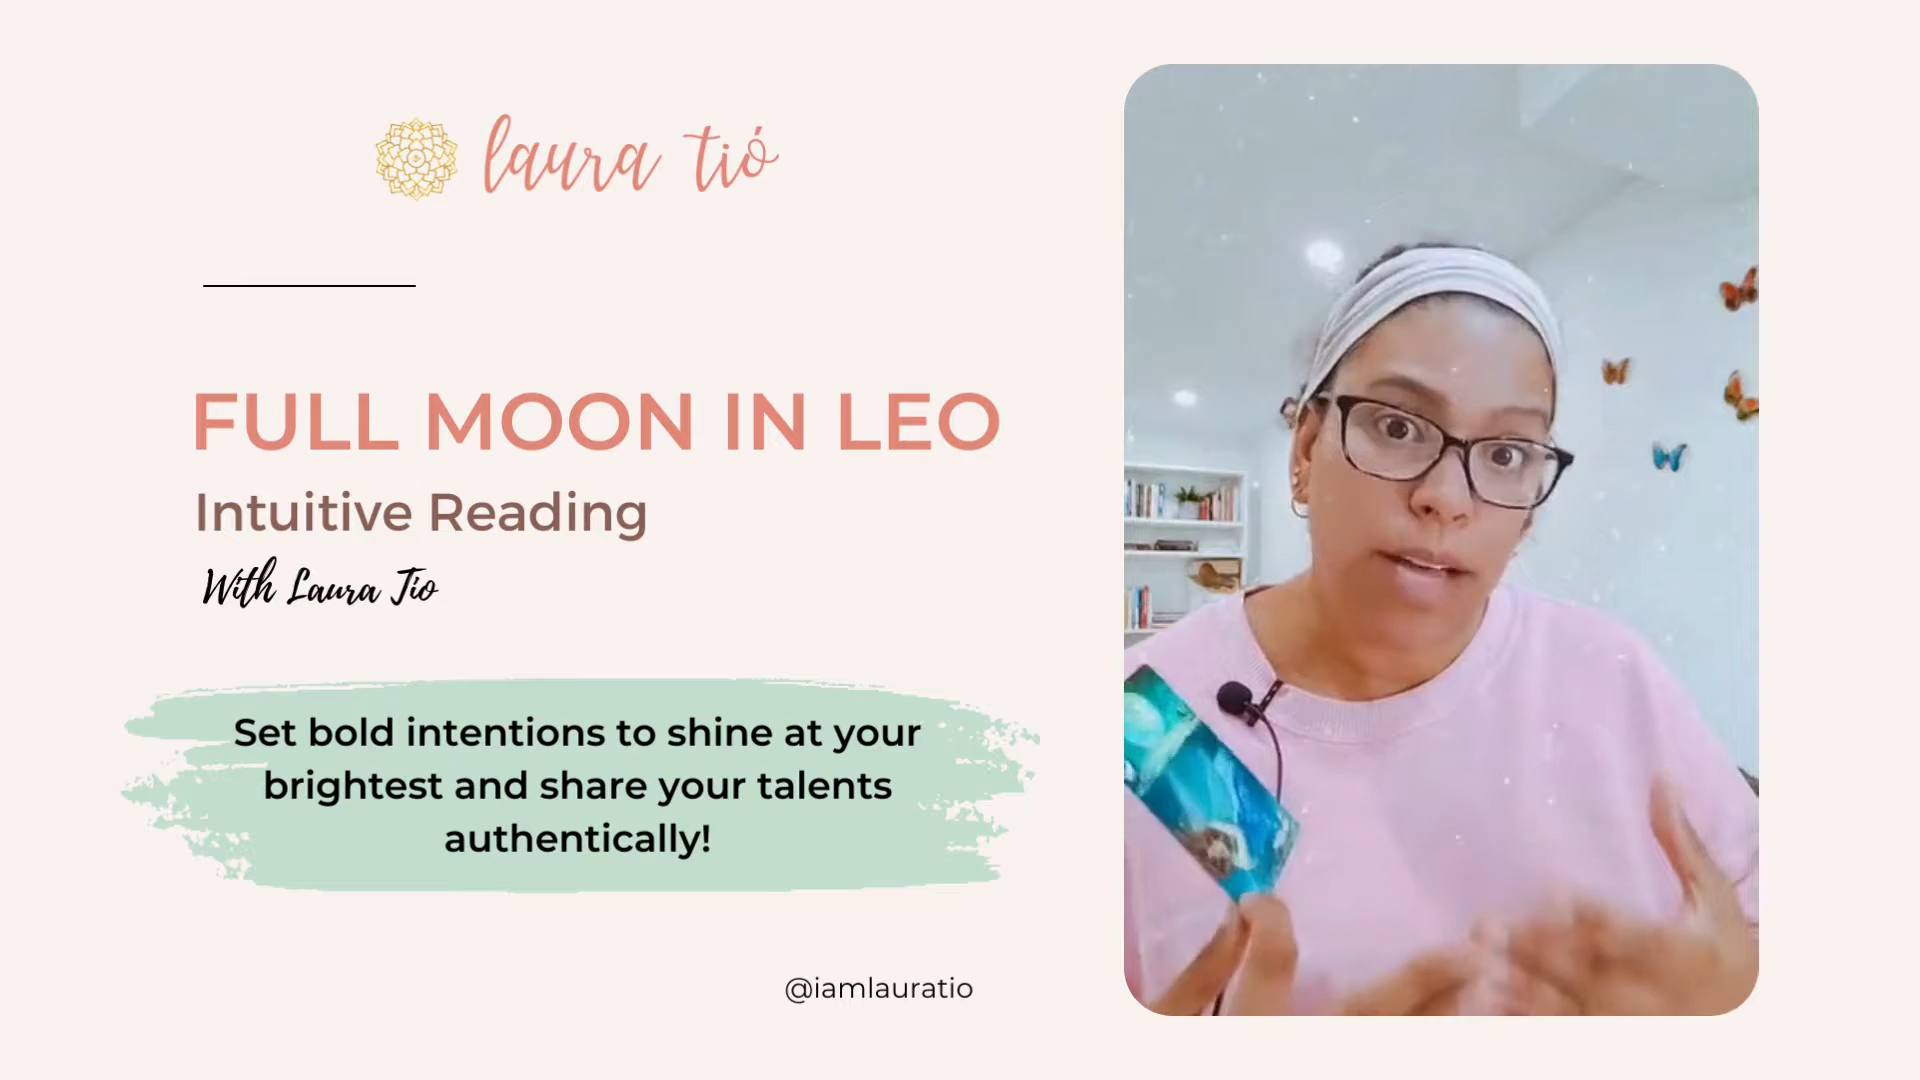 laura tió
FULL MOON IN LEO
Intuitive Reading
With Laura Tio
Set bold intentions to shine at your
brightest and share your talents
authentically!
@iamlauratio